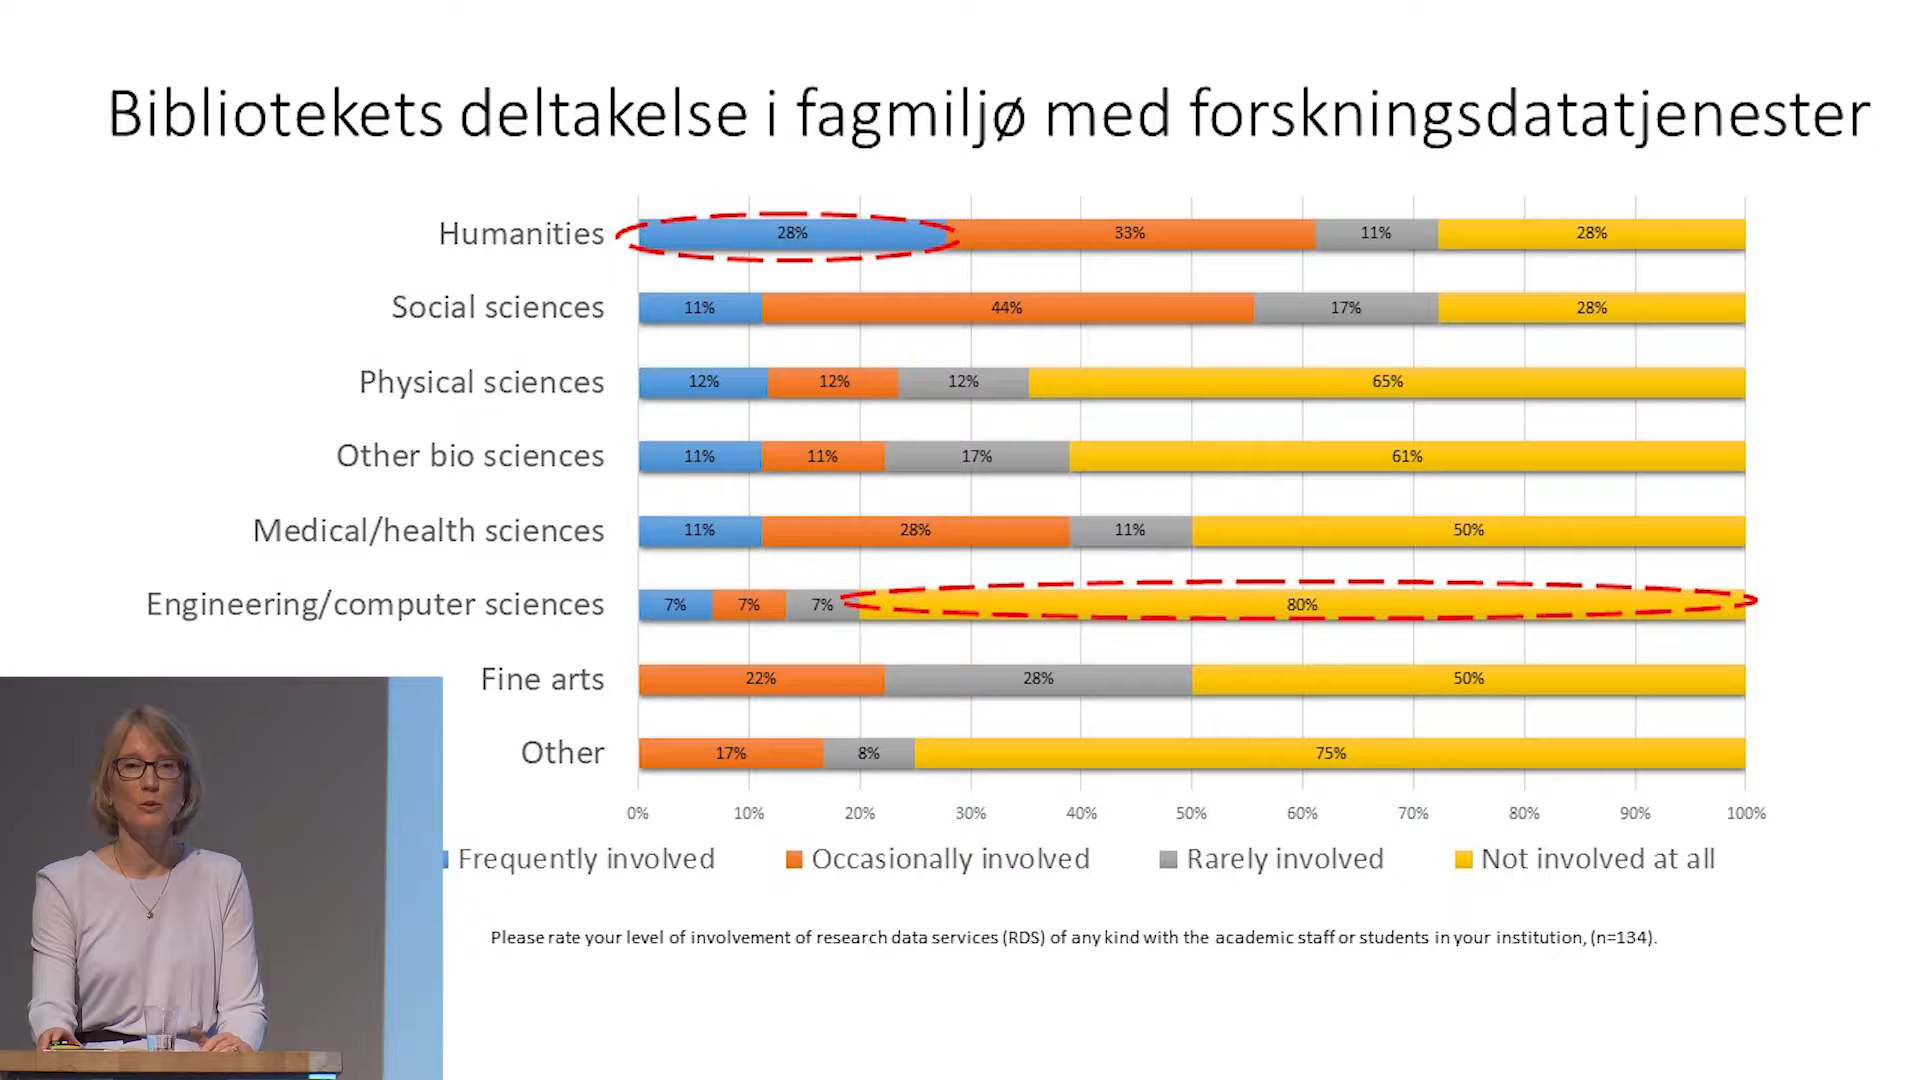 Bibliotekets deltakelse i fagmiljø med forskningsdatatjenester
Humanities 28% 33% 11% 28%
Social sciences 11% 44% 17% 28%
Physical sciences 12% 12% 12% 65%
Other bio sciences 11% 11% 17% 61%
Medical/health sciences 11% 28% 11% 50%
Engineering/computer sciences 7% 7% 7% 80%
Fine arts 22% 28% 50%
Other 17% 8% 75%
0% 10% 20% 30% 40% 50% 60% 70% 80% 90% 100%
Frequently involved Occasionally involved Rarely involved Not involved at all
Please rate your level of involvement of research data services (RDS) of any kind with the academic staff or students in your institution, (n=134).